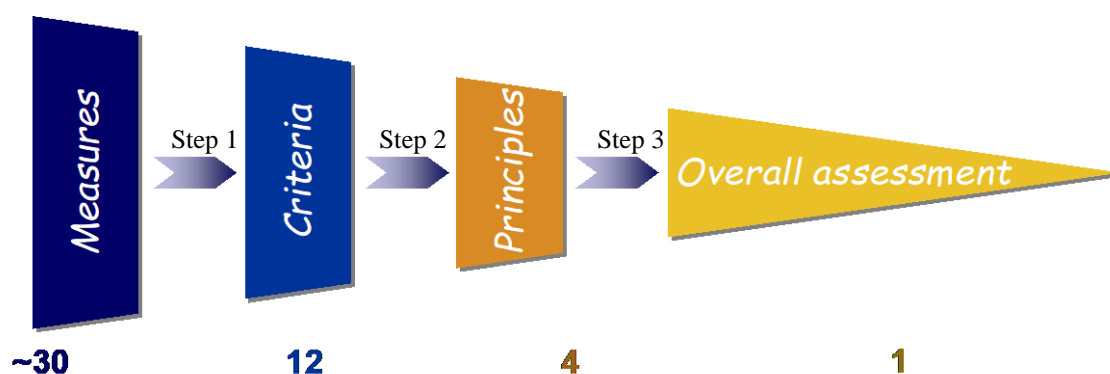 Measures
Step 1
Criteria
Step 2
Principles
Step 3
Overall assessment
~30
12
4
1